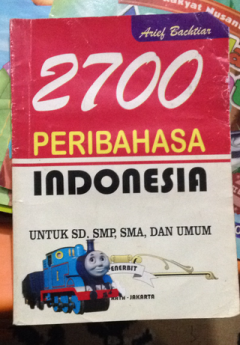 Arief Bachtiar
2700
PERIBAHASA
INDONESIA
UNTUK SD, SMP, SMA, DAN UMUM
PENERBIT
JAKARTA